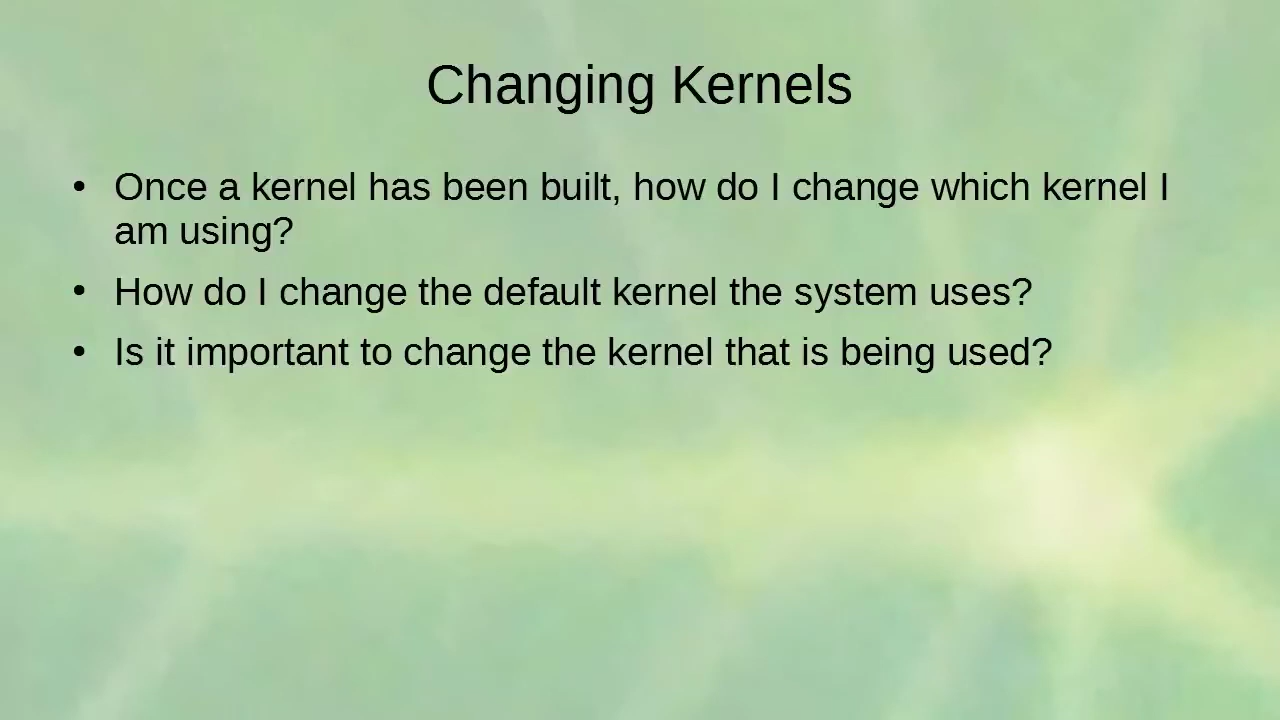 Changing Kernels
• Once a kernel has been built, how do I change which kernel I
am using?
• How do I change the default kernel the system uses?
• Is it important to change the kernel that is being used?